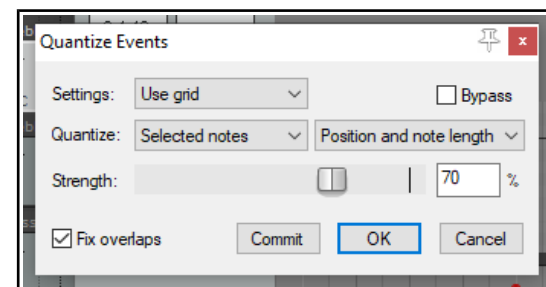 Quantize Events
Settings: Use grid Bypass
Quantize: Selected notes Position and note length
Strength: 70 %
Fix overlaps Commit OK Cancel